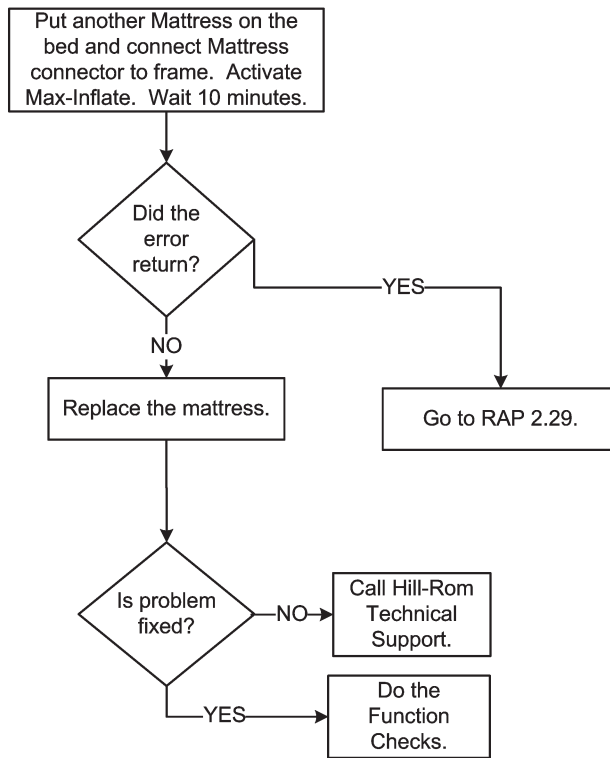 Put another Mattress on the
bed and connect Mattress
connector to frame.  Activate
Max-Inflate.  Wait 10 minutes.
Did the
error
return?
YES
NO
Replace the mattress.
Go to RAP 2.29.
Is problem
fixed?
NO
Call Hill-Rom
Technical
Support.
YES
Do the
Function
Checks.